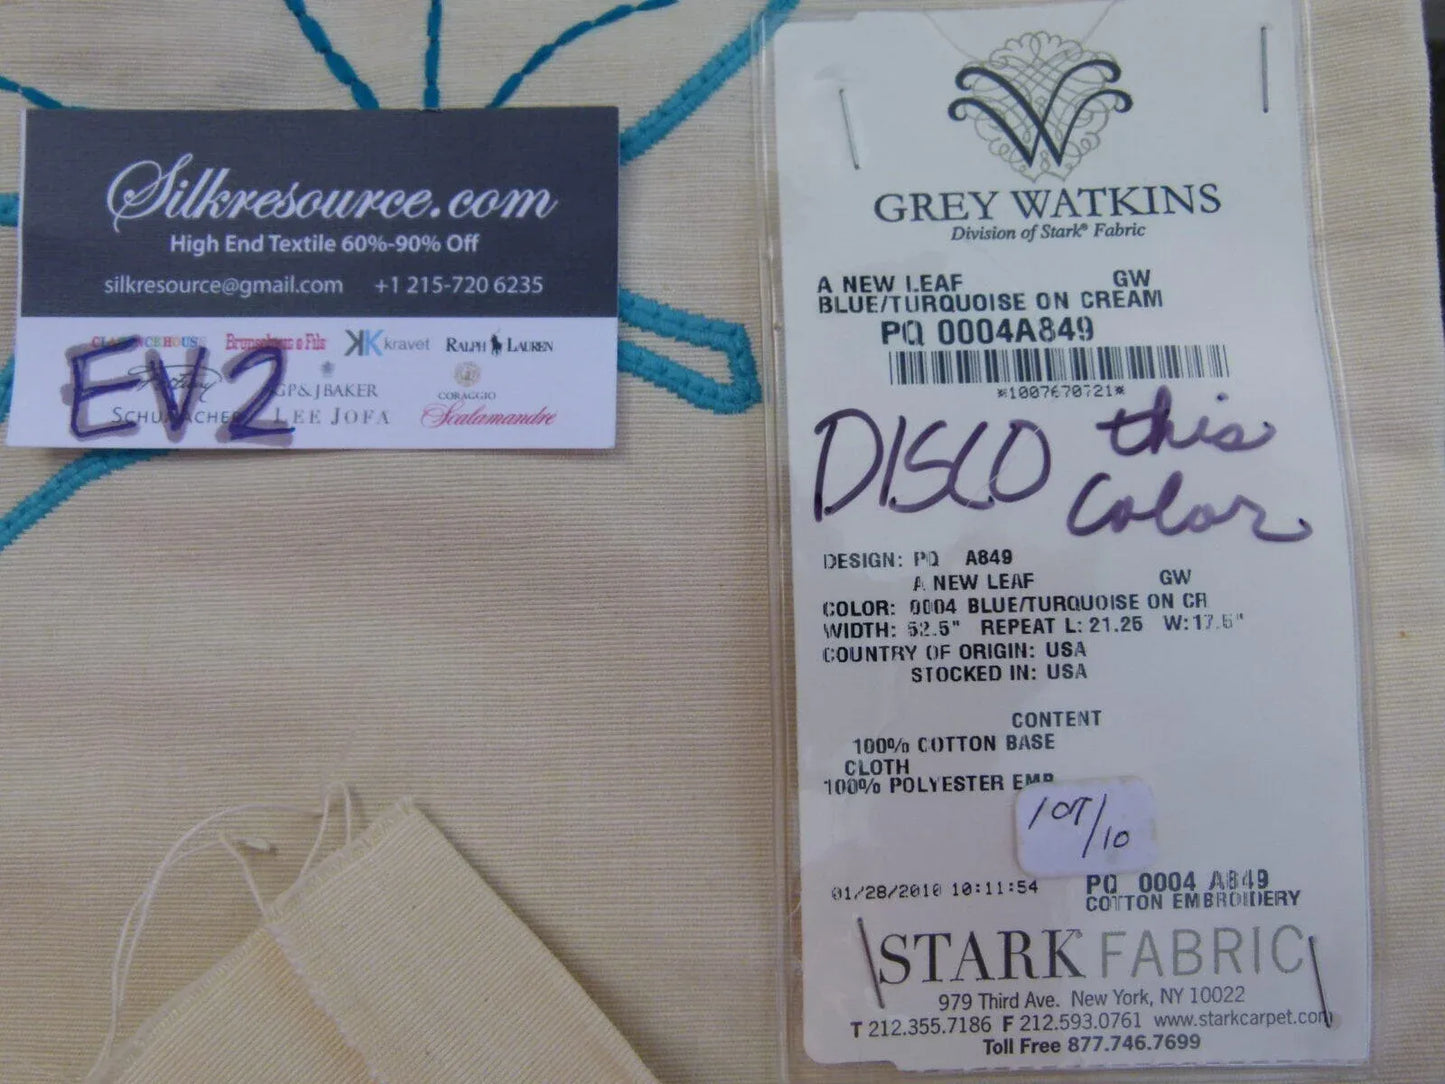 Silkresource.com
High End Textile 60%-90% Off
silkresource@gmail.com +1 215-720 6235
Brunschwig & Fils
kravet
RALPH LAUREN
EV2
GP&JBAKER
CORAGGIO
SCHUMACHER
LEE JOFA
Scalamandre
W
GREY WATKINS
Division of Stark® Fabric
A NEW LEAF GW
BLUE/TURQUOISE ON CREAM
PQ 0004A849
*1007670721*
DISCO this
Color
DESIGN: PQ A849
A NEW LEAF GW
COLOR: 0004 BLUE/TURQUOISE ON CR
WIDTH: 52.5" REPEAT L: 21.25 W:17.5"
COUNTRY OF ORIGIN: USA
STOCKED IN: USA
CONTENT
100% COTTON BASE
CLOTH
100% POLYESTER EMB
107/10
01/28/2010 10:11:54
PQ 0004 A849
COTTON EMBROIDERY
STARK FABRIC
979 Third Ave. New York, NY 10022
T 212.355.7186 F 212.593.0761 www.starkcarpet.com
Toll Free 877.746.7699